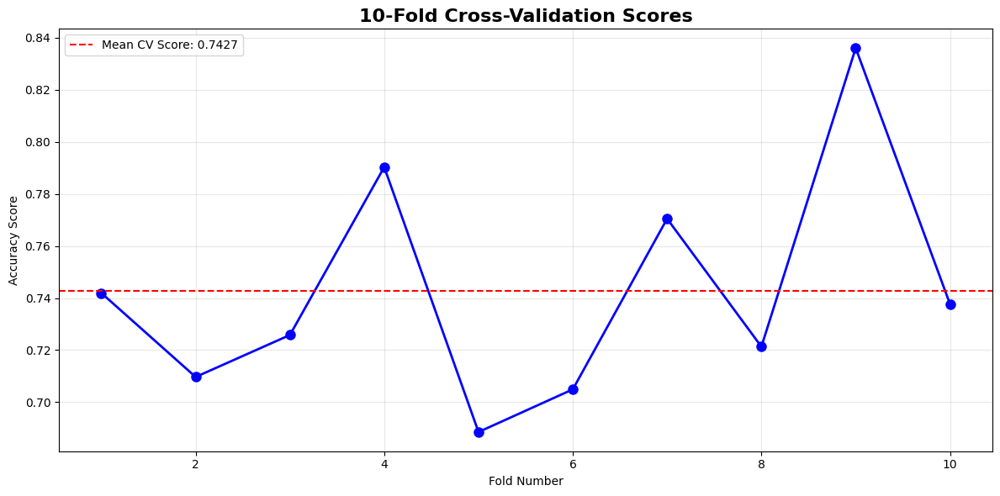 10-Fold Cross-Validation Scores
Mean CV Score: 0.7427
Accuracy Score
0.84
0.82
0.80
0.78
0.76
0.74
0.72
0.70
2 4 6 8 10
Fold Number